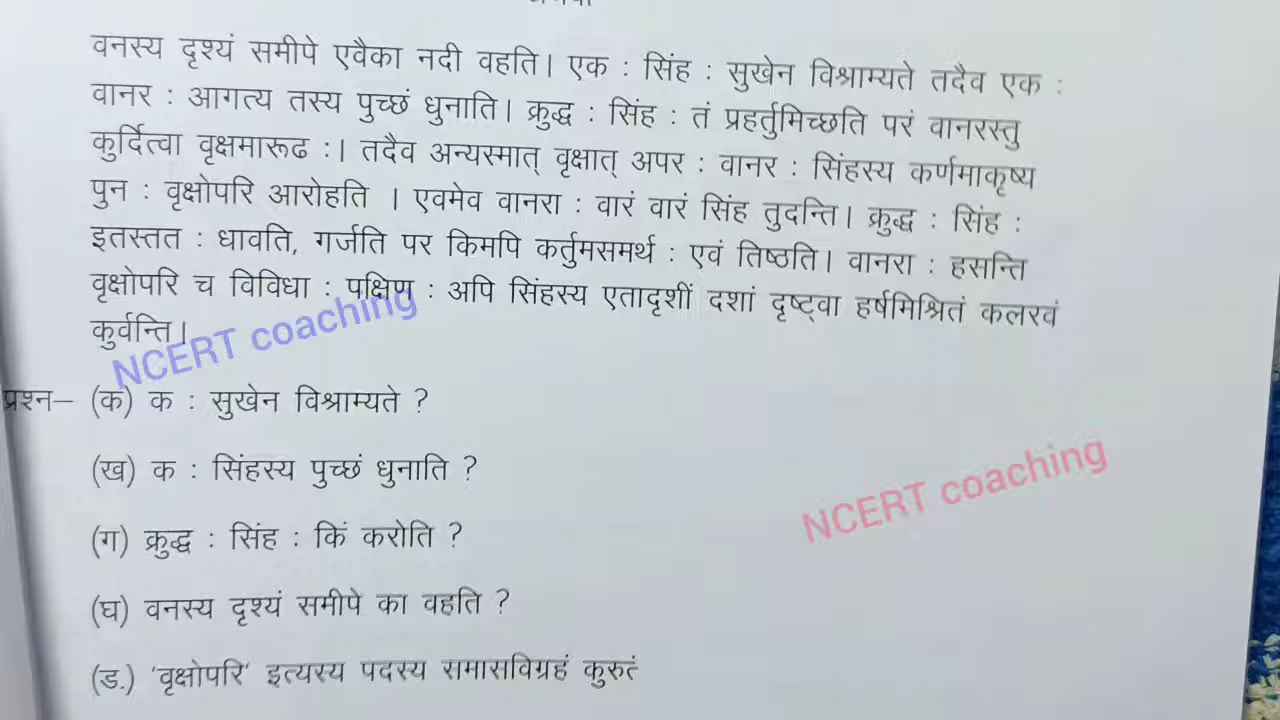 वनस्य दृश्यं समीपे एवैका नदी वहति। एक : सिंह : सुखेन विश्राम्यते तदैव एक :
वानर : आगत्य तस्य पुच्छं धुनाति। क्रुद्ध : सिंह : तं प्रहर्तुमिच्छति परं वानरस्तु
कुर्दित्वा वृक्षमारूढ :। तदैव अन्यस्मात् वृक्षात् अपर : वानर : सिंहस्य कर्णमाकृष्य
पुन : वृक्षोपरि आरोहति । एवमेव वानरा : वारं वारं सिंह तुदन्ति। क्रुद्ध : सिंह :
इतस्तत : धावति, गर्जति पर किमपि कर्तुमसमर्थ : एवं तिष्ठति। वानरा : हसन्ति
वृक्षोपरि च विविधा : पक्षिण : अपि सिंहस्य एतादृशीं दशां दृष्ट्वा हर्षमिश्रितं कलरवं
कुर्वन्ति।
NCERT coaching
प्रश्न– (क) क : सुखेन विश्राम्यते ?
(ख) क : सिंहस्य पुच्छं धुनाति ?
NCERT coaching
(ग) क्रुद्ध : सिंह : किं करोति ?
(घ) वनस्य दृश्यं समीपे का वहति ?
(ड.) 'वृक्षोपरि' इत्यस्य पदस्य समासविग्रहं कुरुतं